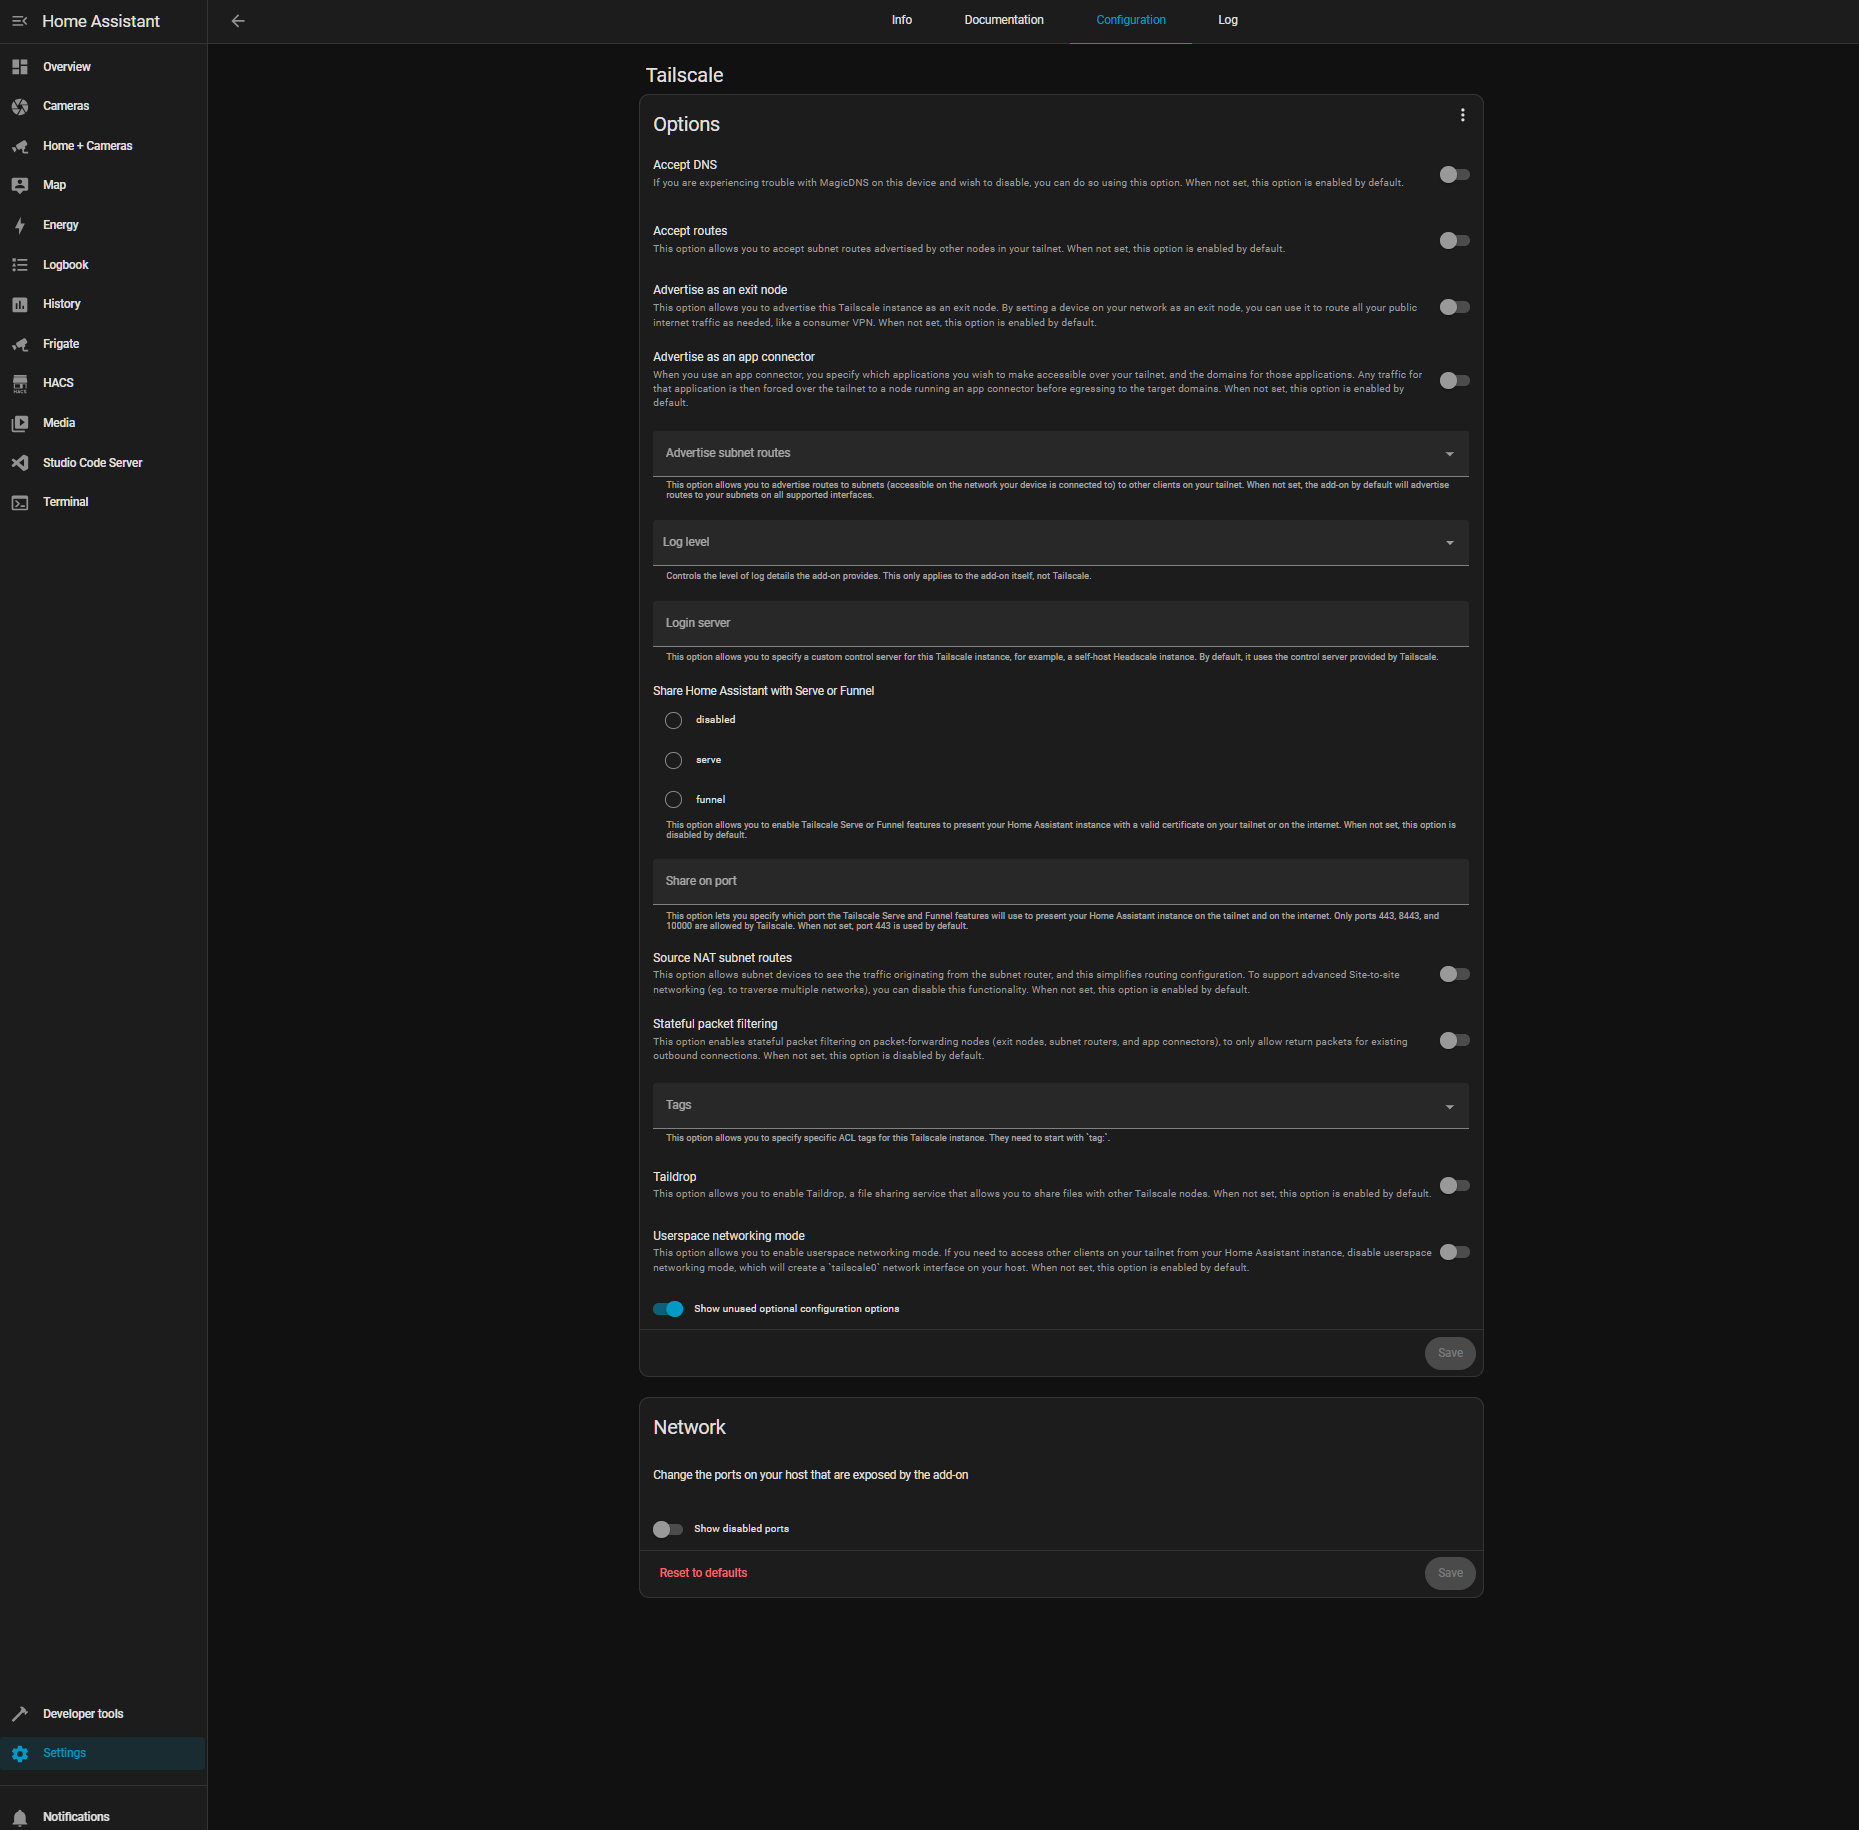 Home Assistant
Overview
Cameras
Home + Cameras
Map
Energy
Logbook
History
Frigate
HACS
HACS
Media
Studio Code Server
Terminal
Developer tools
Settings
Notifications
Info Documentation Configuration Log
Tailscale
Options
Accept DNS
If you are experiencing trouble with MagicDNS on this device and wish to disable, you can do so using this option. When not set, this option is enabled by default.
Accept routes
This option allows you to accept subnet routes advertised by other nodes in your tailnet. When not set, this option is enabled by default.
Advertise as an exit node
This option allows you to advertise this Tailscale instance as an exit node. By setting a device on your network as an exit node, you can use it to route all your public
internet traffic as needed, like a consumer VPN. When not set, this option is enabled by default.
Advertise as an app connector
When you use an app connector, you specify which applications you wish to make accessible over your tailnet, and the domains for those applications. Any traffic for
that application is then forced over the tailnet to a node running an app connector before egressing to the target domains. When not set, this option is enabled by
default.
Advertise subnet routes
This option allows you to advertise routes to subnets (accessible on the network your device is connected to) to other clients on your tailnet. When not set, the add-on by default will advertise
routes to your subnets on all supported interfaces.
Log level
Controls the level of log details the add-on provides. This only applies to the add-on itself, not Tailscale.
Login server
This option allows you to specify a custom control server for this Tailscale instance, for example, a self-host Headscale instance. By default, it uses the control server provided by Tailscale.
Share Home Assistant with Serve or Funnel
disabled
serve
funnel
This option allows you to enable Tailscale Serve or Funnel features to present your Home Assistant instance with a valid certificate on your tailnet or on the internet. When not set, this option is
disabled by default.
Share on port
This option lets you specify which port the Tailscale Serve and Funnel features will use to present your Home Assistant instance on the tailnet and on the internet. Only ports 443, 8443, and
10000 are allowed by Tailscale. When not set, port 443 is used by default.
Source NAT subnet routes
This option allows subnet devices to see the traffic originating from the subnet router, and this simplifies routing configuration. To support advanced Site-to-site
networking (eg. to traverse multiple networks), you can disable this functionality. When not set, this option is enabled by default.
Stateful packet filtering
This option enables stateful packet filtering on packet-forwarding nodes (exit nodes, subnet routers, and app connectors), to only allow return packets for existing
outbound connections. When not set, this option is disabled by default.
Tags
This option allows you to specify specific ACL tags for this Tailscale instance. They need to start with `tag:`.
Taildrop
This option allows you to enable Taildrop, a file sharing service that allows you to share files with other Tailscale nodes. When not set, this option is enabled by default.
Userspace networking mode
This option allows you to enable userspace networking mode. If you need to access other clients on your tailnet from your Home Assistant instance, disable userspace
networking mode, which will create a `tailscale0` network interface on your host. When not set, this option is enabled by default.
Show unused optional configuration options
Save
Network
Change the ports on your host that are exposed by the add-on
Show disabled ports
Reset to defaults
Save